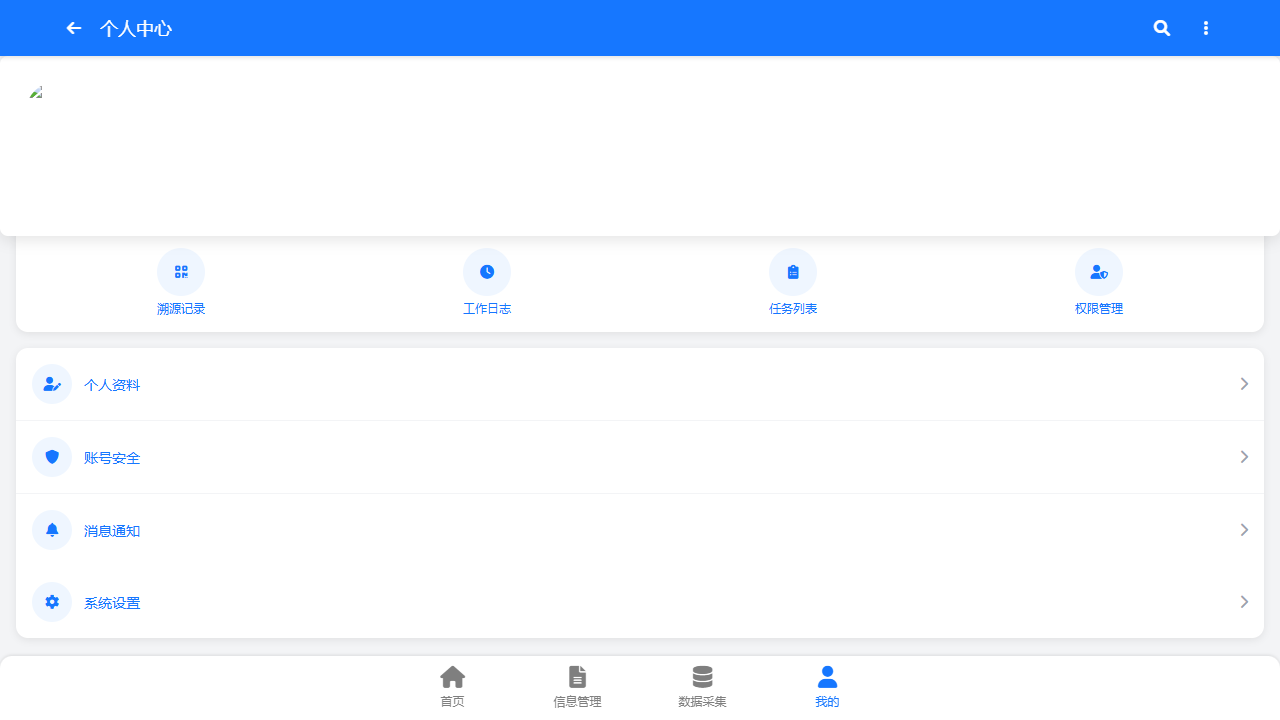 个人中心
溯源记录
工作日志
任务列表
权限管理
个人资料
账号安全
消息通知
系统设置
首页
信息管理
数据采集
我的